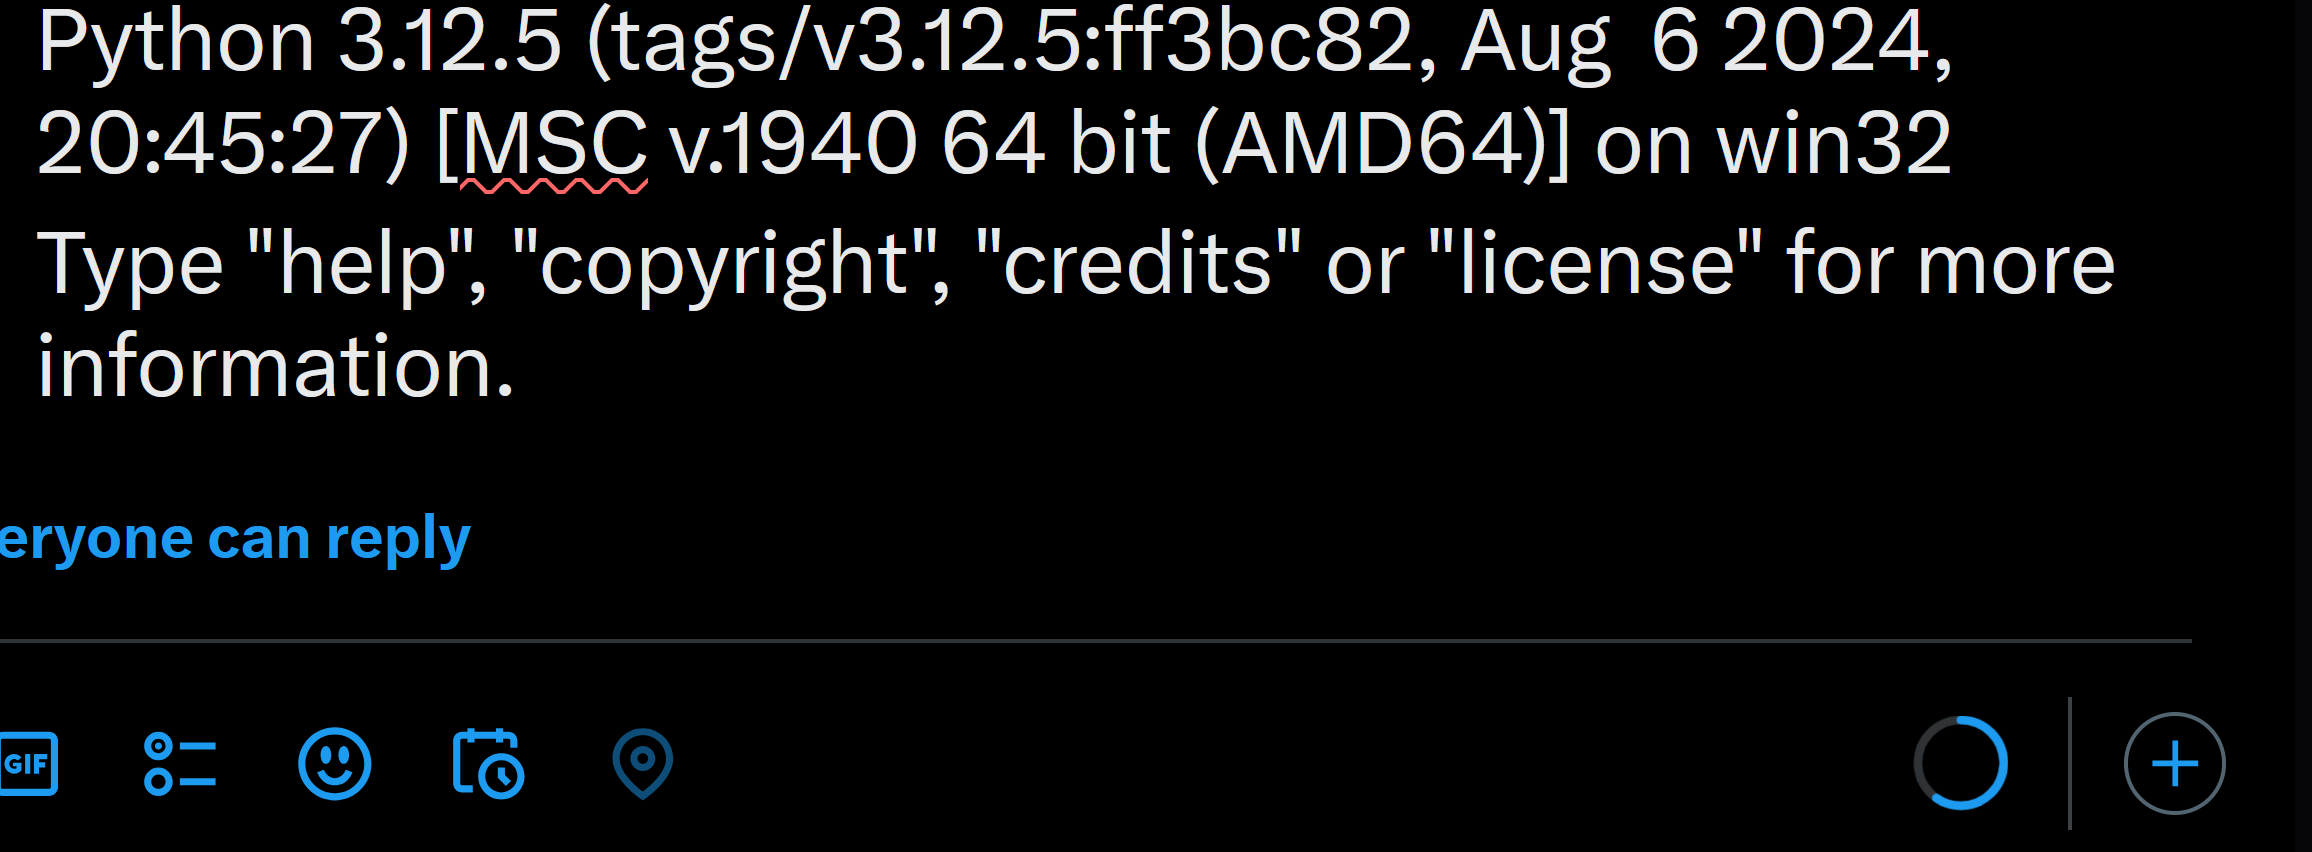 Python 3.12.5 (tags/v3.12.5:ff3bc82, Aug  6 2024,
20:45:27) [MSC v.1940 64 bit (AMD64)] on win32
Type "help", "copyright", "credits" or "license" for more
information.
eryone can reply
GIF